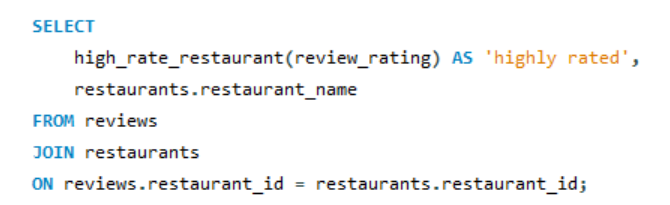 SELECT
high_rate_restaurant(review_rating) AS 'highly rated',
restaurants.restaurant_name
FROM reviews
JOIN restaurants
ON reviews.restaurant_id = restaurants.restaurant_id;